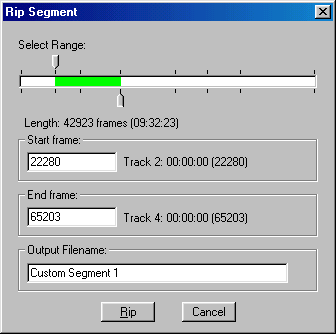 Rip Segment
Select Range:
Length: 42923 frames (09:32:23)
Start frame:
22280 Track 2: 00:00:00 (22280)
End frame:
65203 Track 4: 00:00:00 (65203)
Output Filename:
Custom Segment 1
Rip Cancel